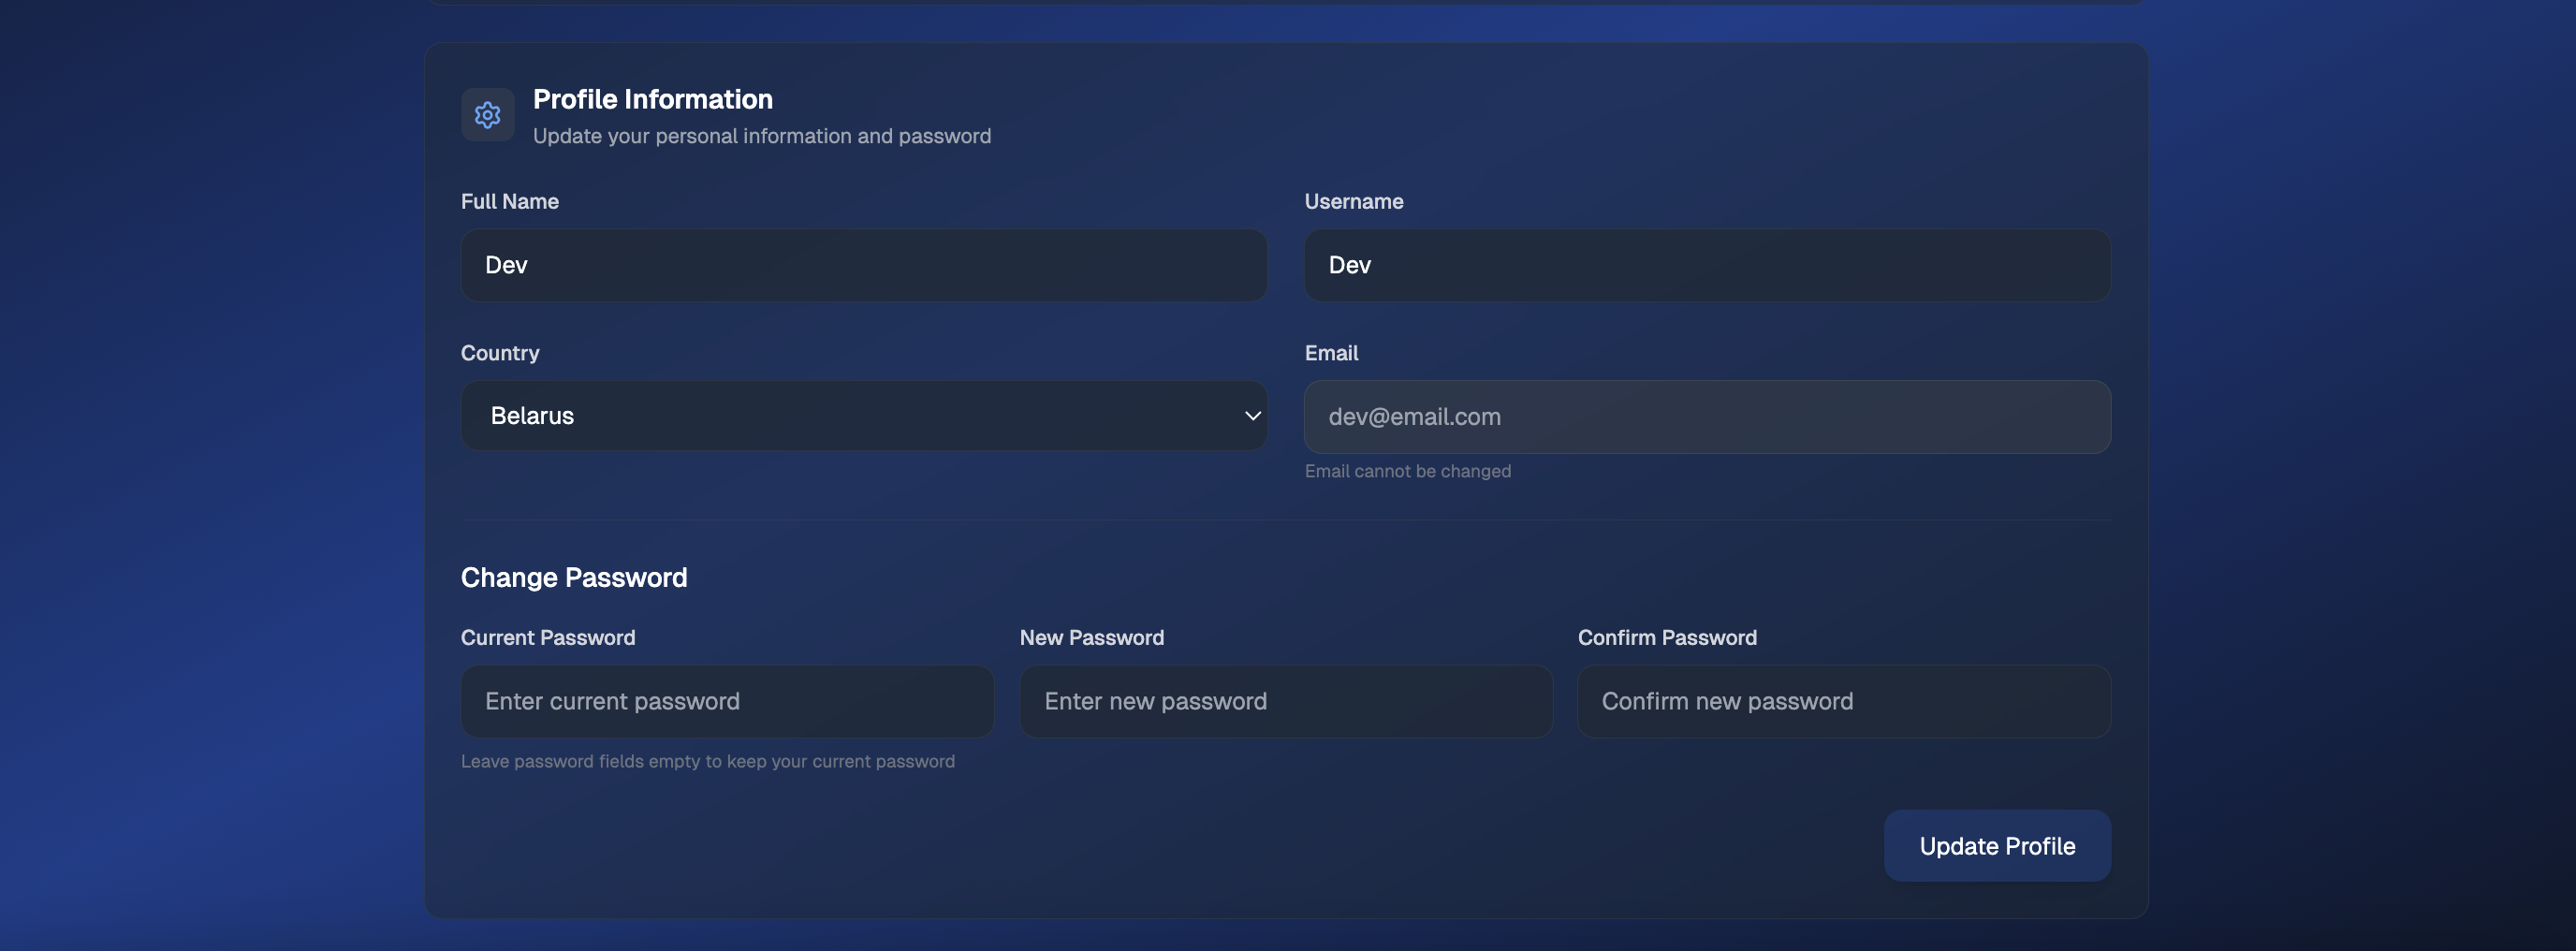 Profile Information
Update your personal information and password
Full Name
Username
Dev
Dev
Country
Email
Belarus
dev@email.com
Email cannot be changed
Change Password
Current Password
New Password
Confirm Password
Enter current password
Enter new password
Confirm new password
Leave password fields empty to keep your current password
Update Profile